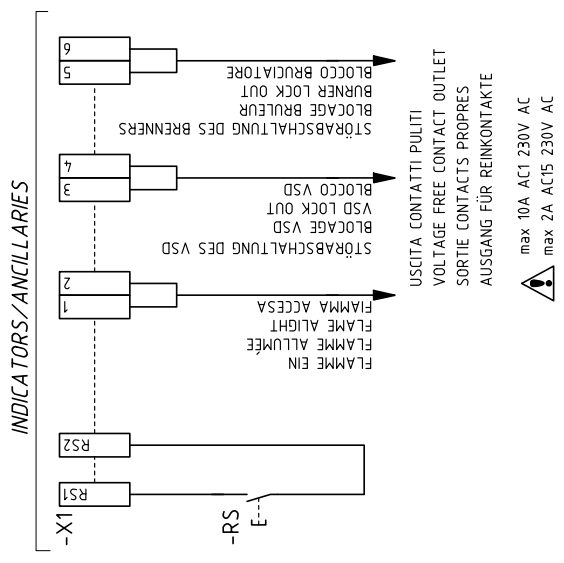 INDICATORS/ANCILLARIES
-X1
RS1
RS2
1
2
3
4
5
6
-RS
E
FLAMME EIN
FLAMME ALLUMÉE
FLAME ALIGHT
FIAMMA ACCESA
STÖRABSCHALTUNG DES VSD
BLOCAGE VSD
VSD LOCK OUT
BLOCCO VSD
STÖRABSCHALTUNG DES BRENNERS
BLOCAGE BRULEUR
BURNER LOCK OUT
BLOCCO BRUCIATORE
USCITA CONTATTI PULITI
VOLTAGE FREE CONTACT OUTLET
SORTIE CONTACTS PROPRES
AUSGANG FÜR REINKONTAKTE
max 10A AC1 230V AC
max 2A AC15 230V AC